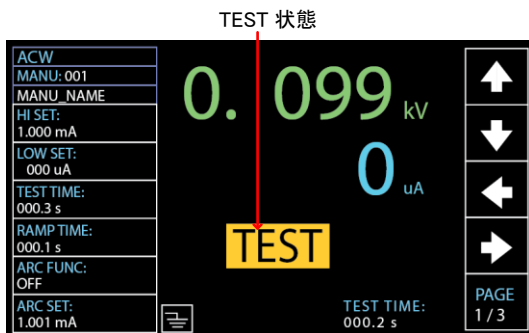 TEST 状態
ACW
MANU: 001
MANU_NAME
HI SET:
1.000 mA
LOW SET:
000 uA
TEST TIME:
000.3 s
RAMP TIME:
000.1 s
ARC FUNC:
OFF
ARC SET:
1.001 mA
0. 099 kV
0 uA
TEST
TEST TIME:
000.2 s
PAGE
1 / 3